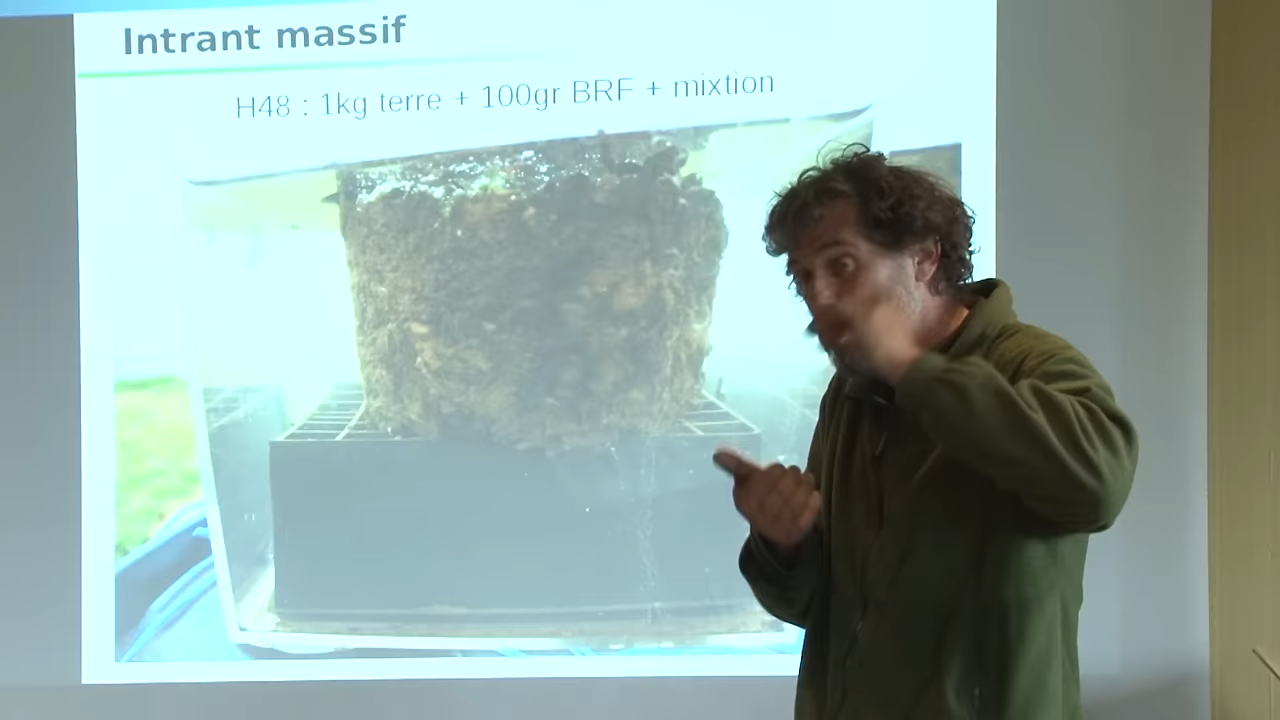 Intrant massif
H48 : 1kg terre + 100gr BRF + mixtion